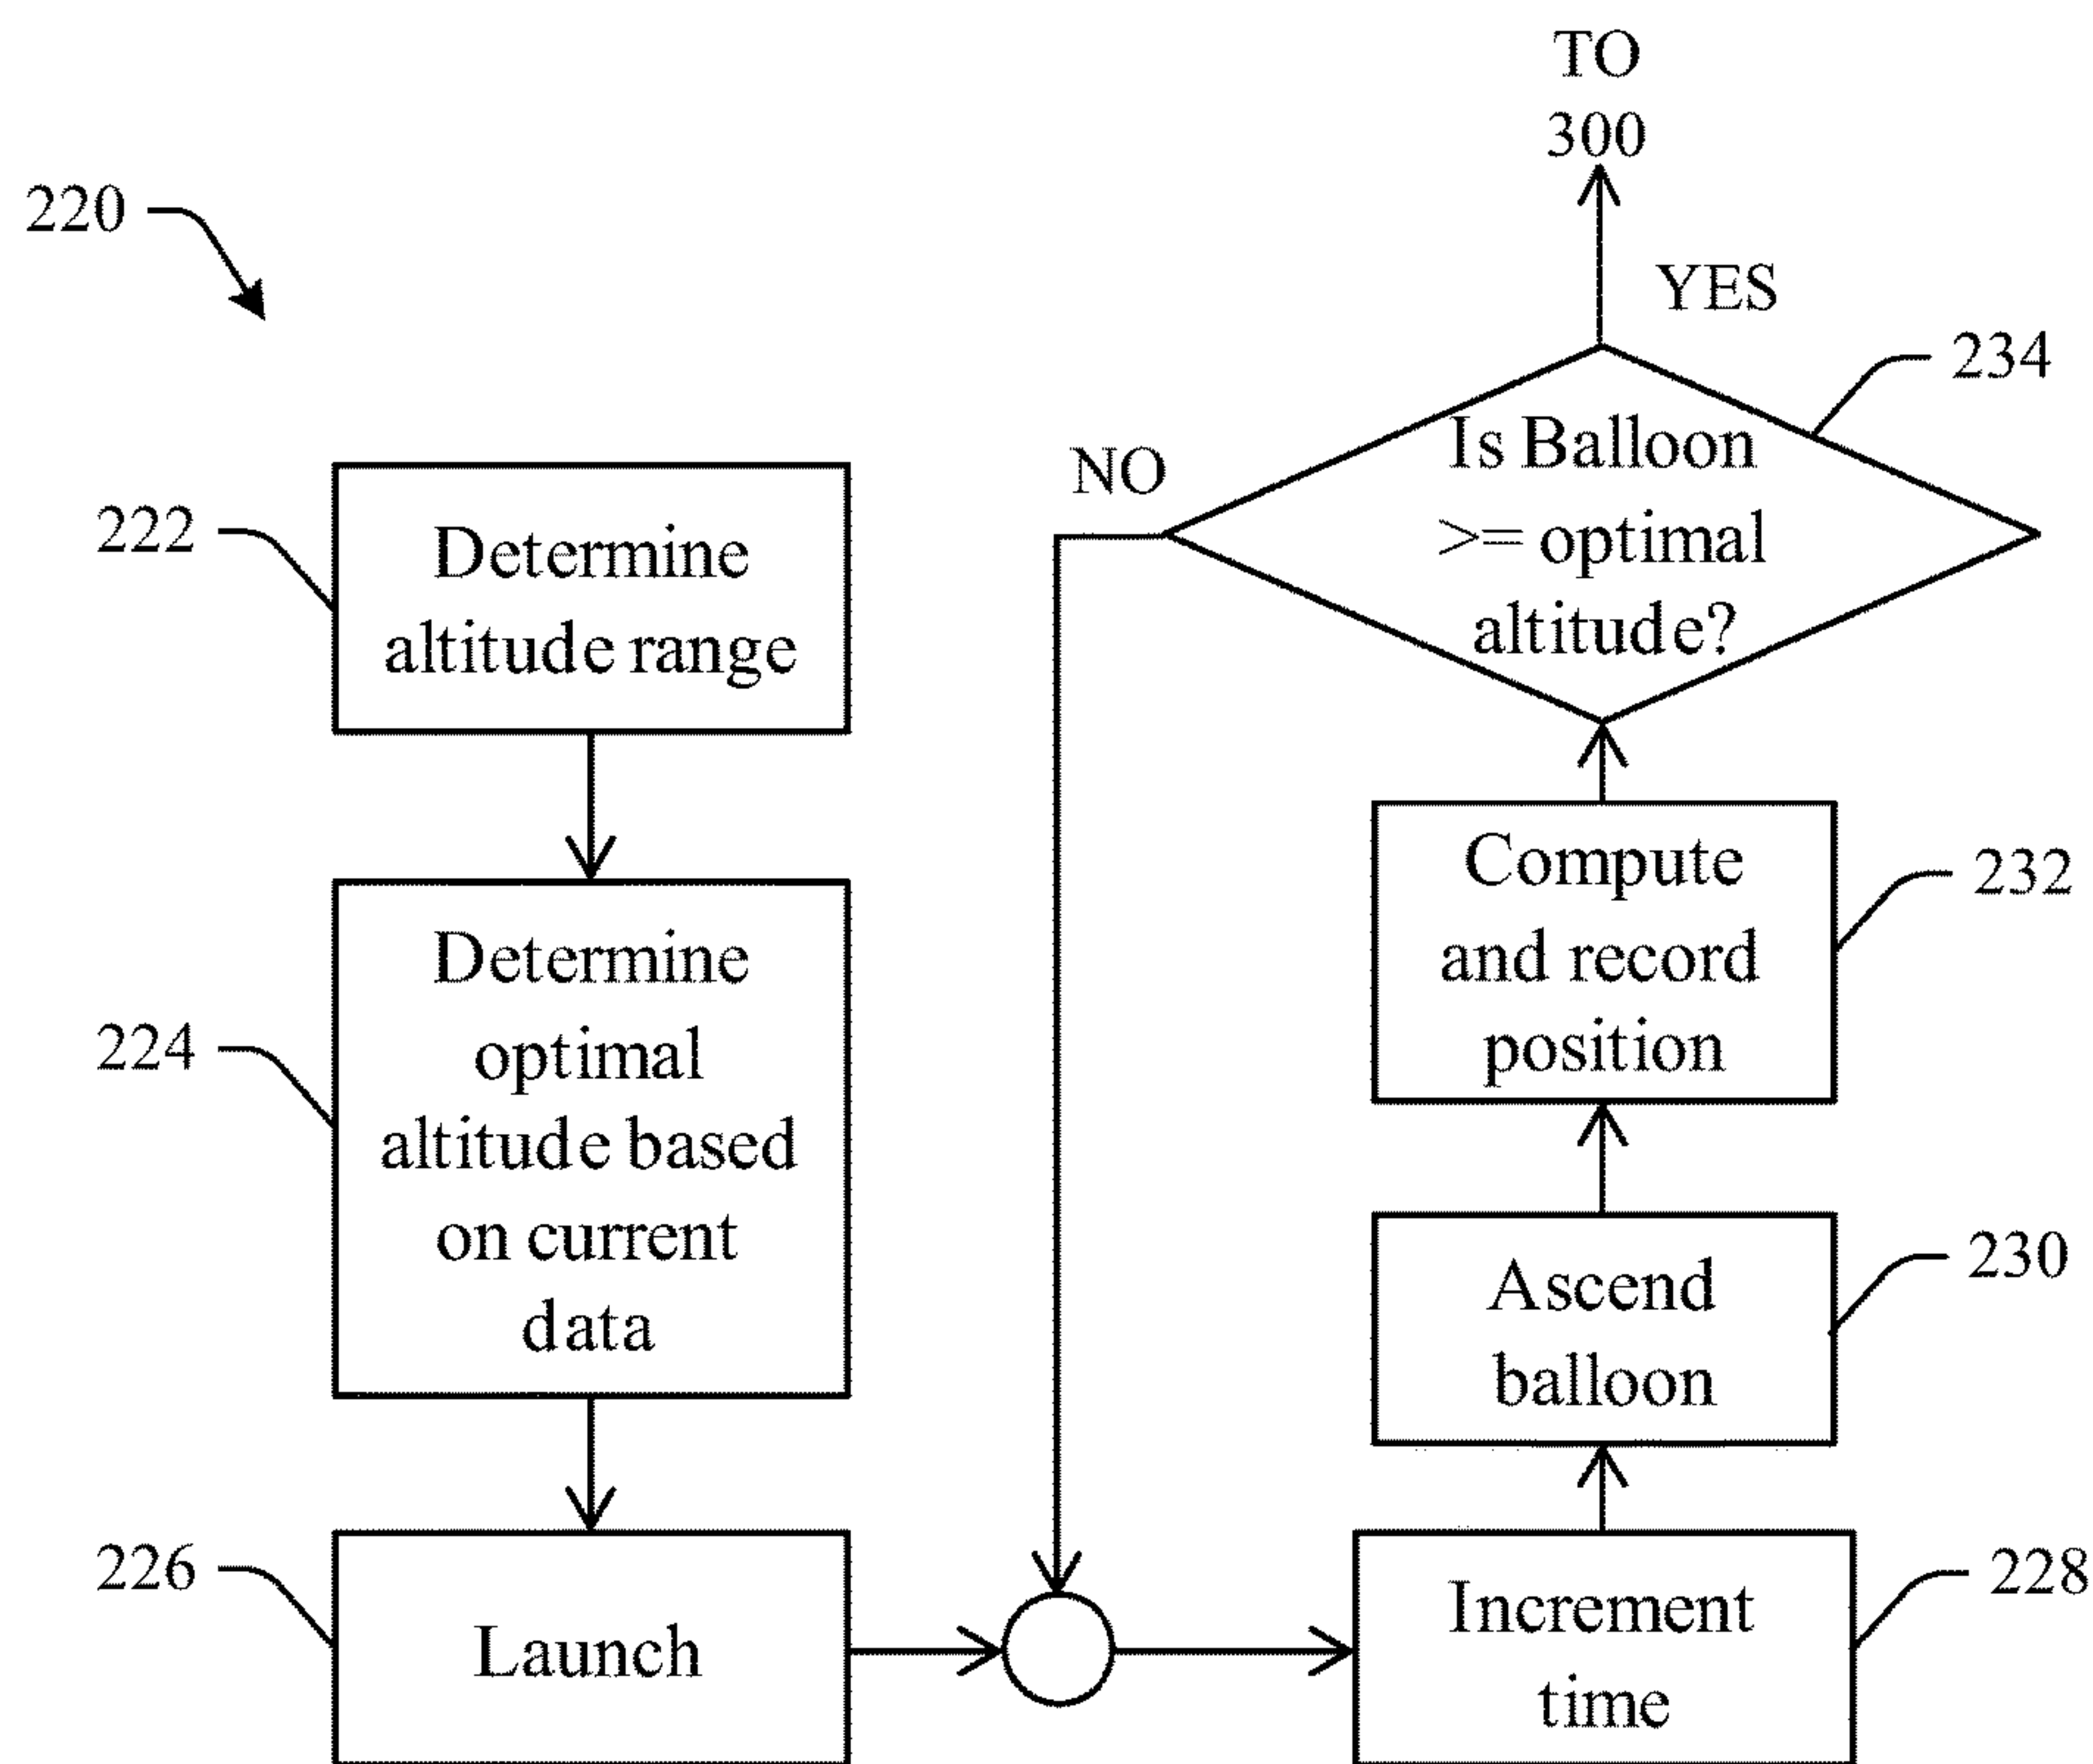 220
222
Determine
altitude range
224
Determine
optimal
altitude based
on current
data
226
Launch
228
Increment
time
230
Ascend
balloon
232
Compute
and record
position
234
Is Balloon
>= optimal
altitude?
NO
YES
TO
300